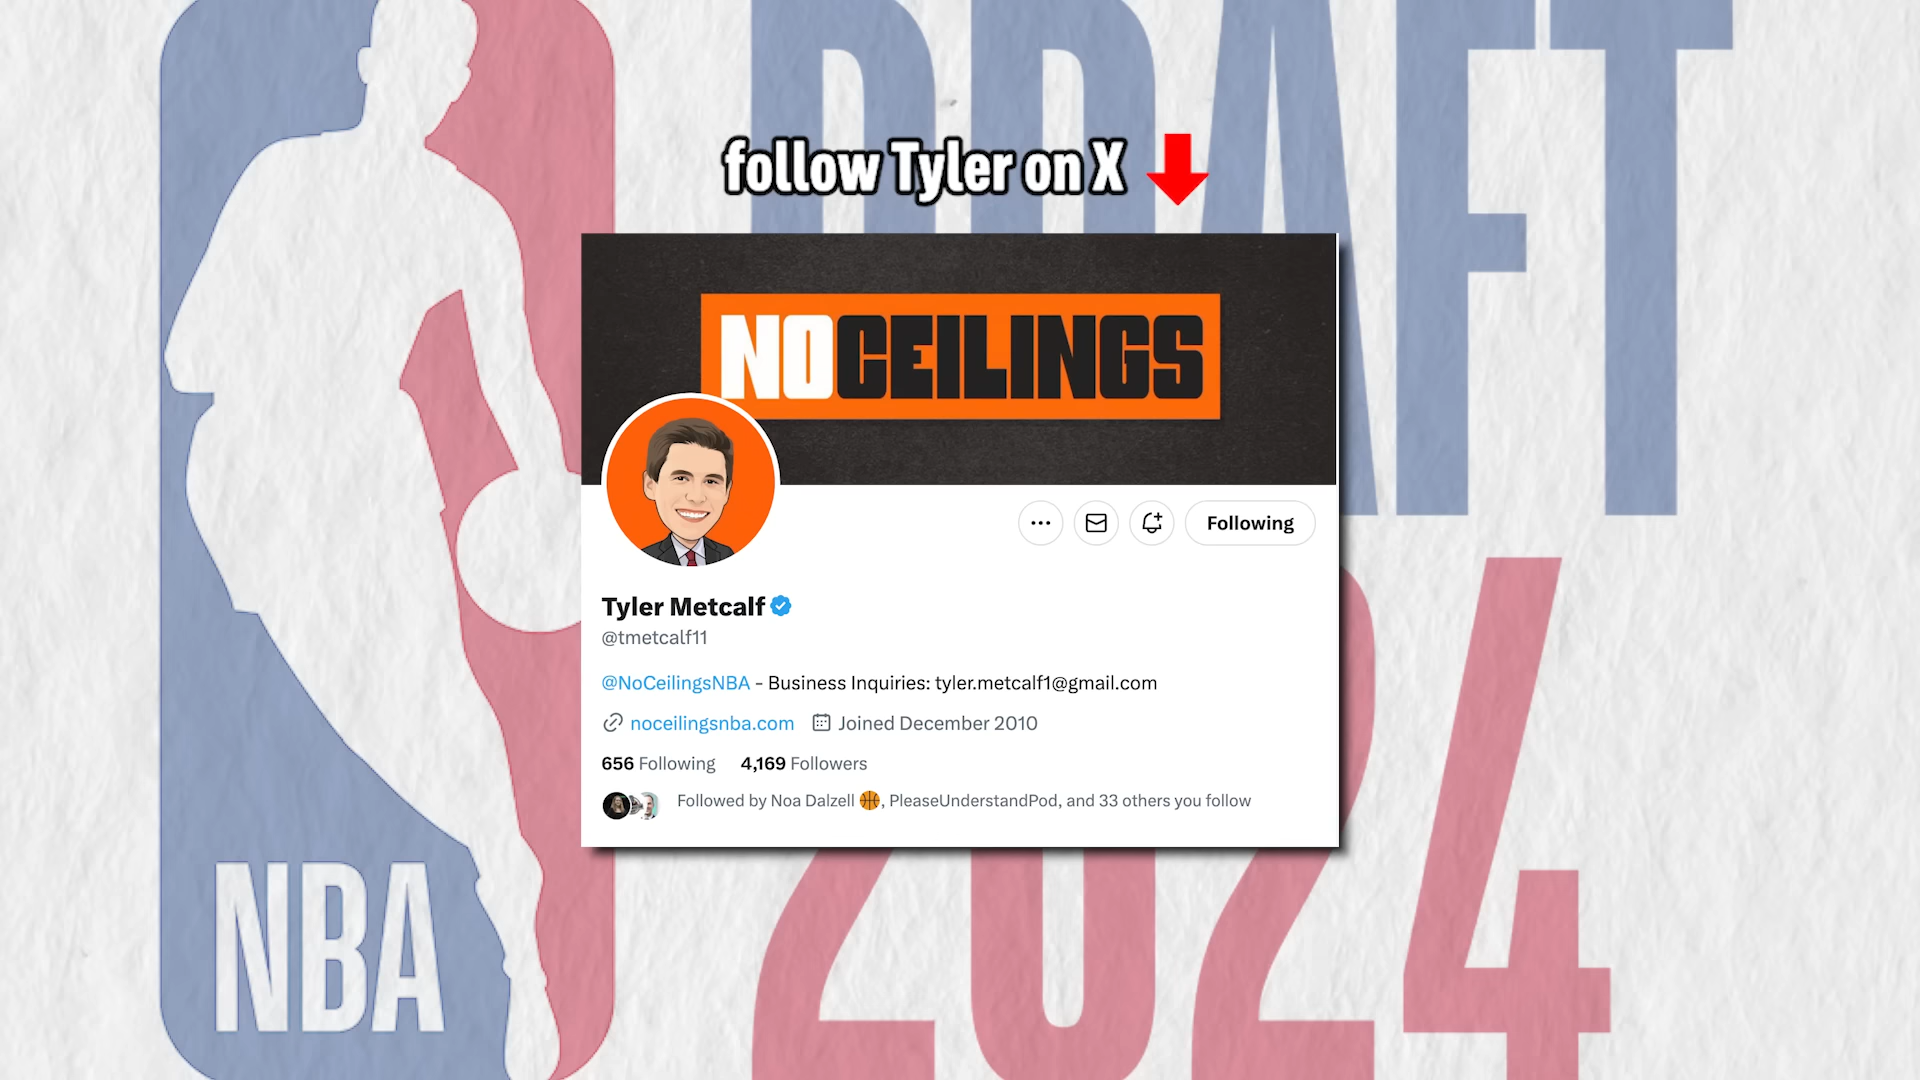 DRAFT
follow Tyler on X
NOCEILINGS
Following
Tyler Metcalf
@tmetcalf11
@NoCeilingsNBA - Business Inquiries: tyler.metcalf1@gmail.com
noceilingsnba.com Joined December 2010
656 Following 4,169 Followers
Followed by Noa Dalzell 🏀, PleaseUnderstandPod, and 33 others you follow
2024
NBA